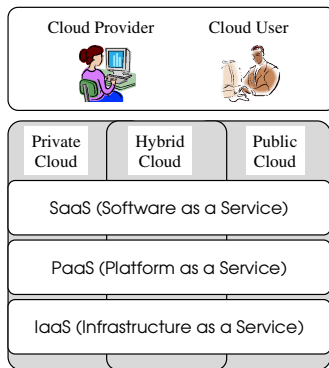 Cloud Provider Cloud User
Private Hybrid Public
Cloud Cloud Cloud
SaaS (Software as a Service)
PaaS (Platform as a Service)
IaaS (Infrastructure as a Service)